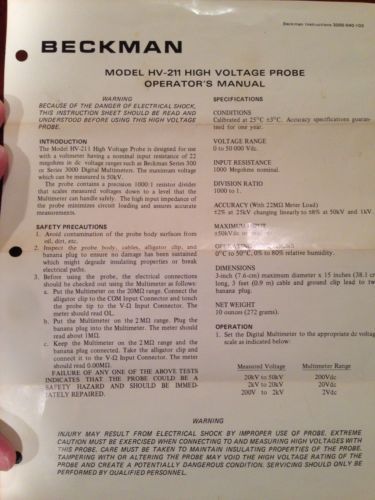 Beckman Instructions
BECKMAN
MODEL HV-211 HIGH VOLTAGE PROBE
OPERATOR'S MANUAL
WARNING
BECAUSE OF THE DANGER OF ELECTRICAL SHOCK,
THIS INSTRUCTION SHEET SHOULD BE READ AND
UNDERSTOOD BEFORE USING THIS HIGH VOLTAGE
PROBE.
INTRODUCTION
The Model HV-211 High Voltage Probe is designed for use
with a voltmeter having a nominal input resistance of 22
megohms in dc voltage ranges such as Beckman Series 300
or Series 3000 Digital Multimeters. The maximum voltage
which can be measured is 50kV.
The probe contains a precision 1000:1 resistor divider
that scales measured voltages down to a level that the
Multimeter can handle safely. The high input impedance of
the probe minimizes circuit loading and assures accurate
measurements.
SAFETY PRECAUTIONS
1. Avoid contamination of the probe body surfaces from
oil, dirt, etc.
2. Inspect the probe body, cables, alligator clip, and
banana plug to ensure no damage has been sustained
which might degrade insulating properties or break
electrical paths.
3. Before using the probe, the electrical connections
should be checked out using the Multimeter as follows:
a. Put the Multimeter on the 20MΩ range. Connect the
alligator clip to the COM Input Connector and touch
the probe tip to the V-Ω Input Connector. The
meter should read OL.
b. Put the Multimeter on the 2 MΩ range. Plug the
banana plug into the Multimeter. The meter should
read about 1MΩ.
c. Keep the Multimeter on the 2 MΩ range and the
banana plug connected. Take the alligator clip and
connect it to the V-Ω Input Connector. The meter
should read 0.000MΩ.
FAILURE OF ANY ONE OF THE ABOVE TESTS
INDICATES THAT THE PROBE COULD BE A
SAFETY HAZARD AND SHOULD BE IMMED-
IATELY REPAIRED.
SPECIFICATIONS
CONDITIONS
Calibrated at 25°C ±3°C. Accuracy specifications guaran-
teed for one year.
VOLTAGE RANGE
0 to 50 000 Vdc.
INPUT RESISTANCE
1000 Megohms nominal.
DIVISION RATIO
1000 to 1.
ACCURACY (With 22MΩ Meter Load)
±2% at 25kV changing linearly to ±8% at 50kV and 1kV.
MAXIMUM INPUT
±50kVdc
OPERATING CONDITIONS
0°C to 50°C, 0% to 80% relative humidity.
DIMENSIONS
3-inch (7.6-cm) maximum diameter x 15 inches (38.1 cm
long, 3 feet (0.9 m) cable and ground clip lead to tw
banana plug.
NET WEIGHT
10 ounces (272 grams).
OPERATION
1. Set the Digital Multimeter to the appropriate dc voltag
scale as indicated below:
Measured Voltage Multimeter Range
20kV to 50kV 200Vdc
2kV to 20kV 20Vdc
200V to 2kV 2Vdc
WARNING
INJURY MAY RESULT FROM ELECTRICAL SHOCK BY IMPROPER USE OF PROBE. EXTREME
CAUTION MUST BE EXERCISED WHEN CONNECTING TO AND MEASURING HIGH VOLTAGES WITH
THIS PROBE. CARE MUST BE TAKEN TO MAINTAIN INSULATING PROPERTIES OF THE PROBE.
TAMPERING WITH OR ALTERING THE PROBE MAY VOID THE HIGH VOLTAGE RATING OF THE
PROBE AND CREATE A POTENTIALLY DANGEROUS CONDITION. SERVICING SHOULD ONLY BE
PERFORMED BY QUALIFIED PERSONNEL.